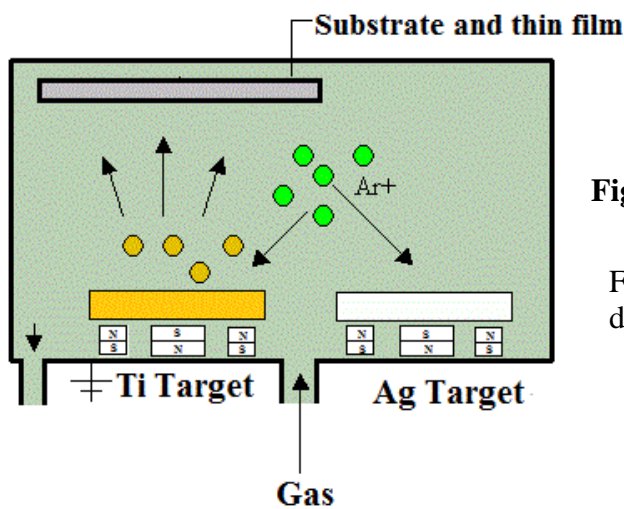 Substrate and thin film
Ar+
Fig
F
d
N S N
S N S
N S N
S N S
Ti Target
Ag Target
Gas